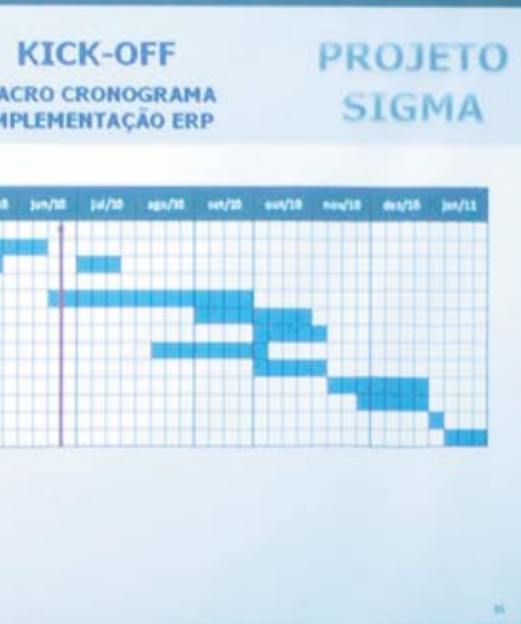 KICK-OFF
PROJETO
ACRO CRONOGRAMA
SIGMA
MPLEMENTAÇÃO ERP
jun/10 jul/10 ago/10 set/10 out/10 nov/10 dez/10 jan/11